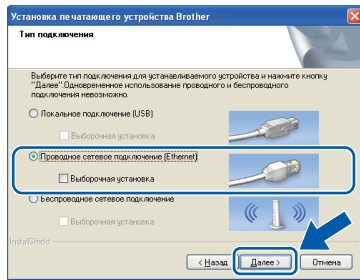 Установка печатающего устройства Brother
Тип подключения
Выберите тип подключения для устанавливаемого устройства и нажмите кнопку
"Далее".Одновременное использование проводного и беспроводного
подключения невозможно.
Локальное подключение (USB)
Выборочная установка
Проводное сетевое подключение (Ethernet)
Выборочная установка
Беспроводное сетевое подключение
Выборочная установка
InstallShield
< Назад
Далее >
Отмена